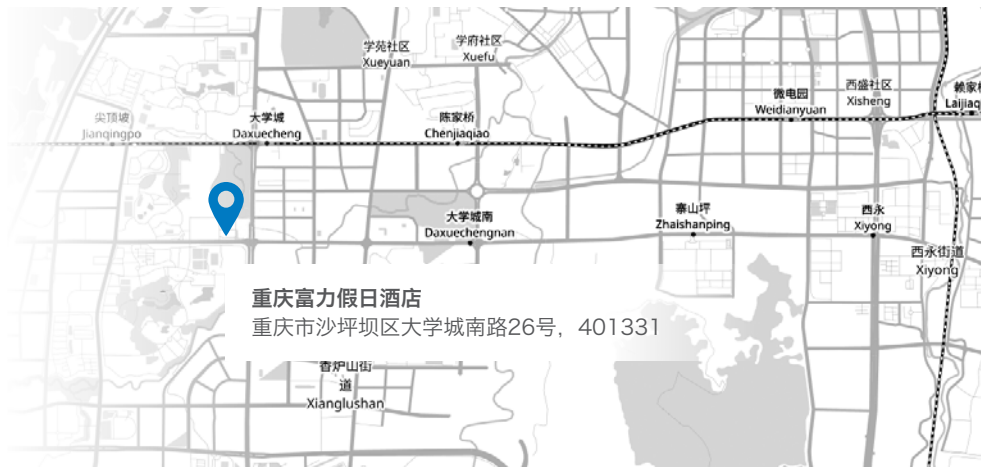 学苑社区
Xueyuan
学府社区
Xuefu
微电园
Weidianyuan
西盛社区
Xisheng
赖家
Laijiaq
尖顶坡
Jiandingpo
大学城
Daxuecheng
陈家桥
Chenjiaqiao
大学城南
Daxuechengnan
寨山坪
Zhaishanping
西永
Xiyong
西永街道
Xiyong
重庆富力假日酒店
重庆市沙坪坝区大学城南路26号，401331
香炉山街
道
Xianglushan